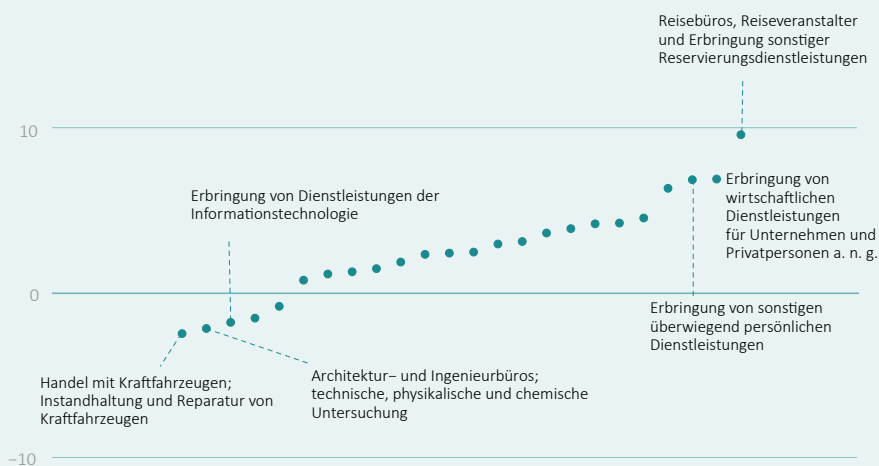 Reisebüros, Reiseveranstalter
und Erbringung sonstiger
Reservierungsdienstleistungen
10
Erbringung von
wirtschaftlichen
Dienstleistungen
für Unternehmen und
Privatpersonen a. n. g.
Erbringung von Dienstleistungen der
Informationstechnologie
0
Erbringung von sonstigen
überwiegend persönlichen
Dienstleistungen
Handel mit Kraftfahrzeugen;
Instandhaltung und Reparatur von
Kraftfahrzeugen
Architektur– und Ingenieurbüros;
technische, physikalische und chemische
Untersuchung
–10